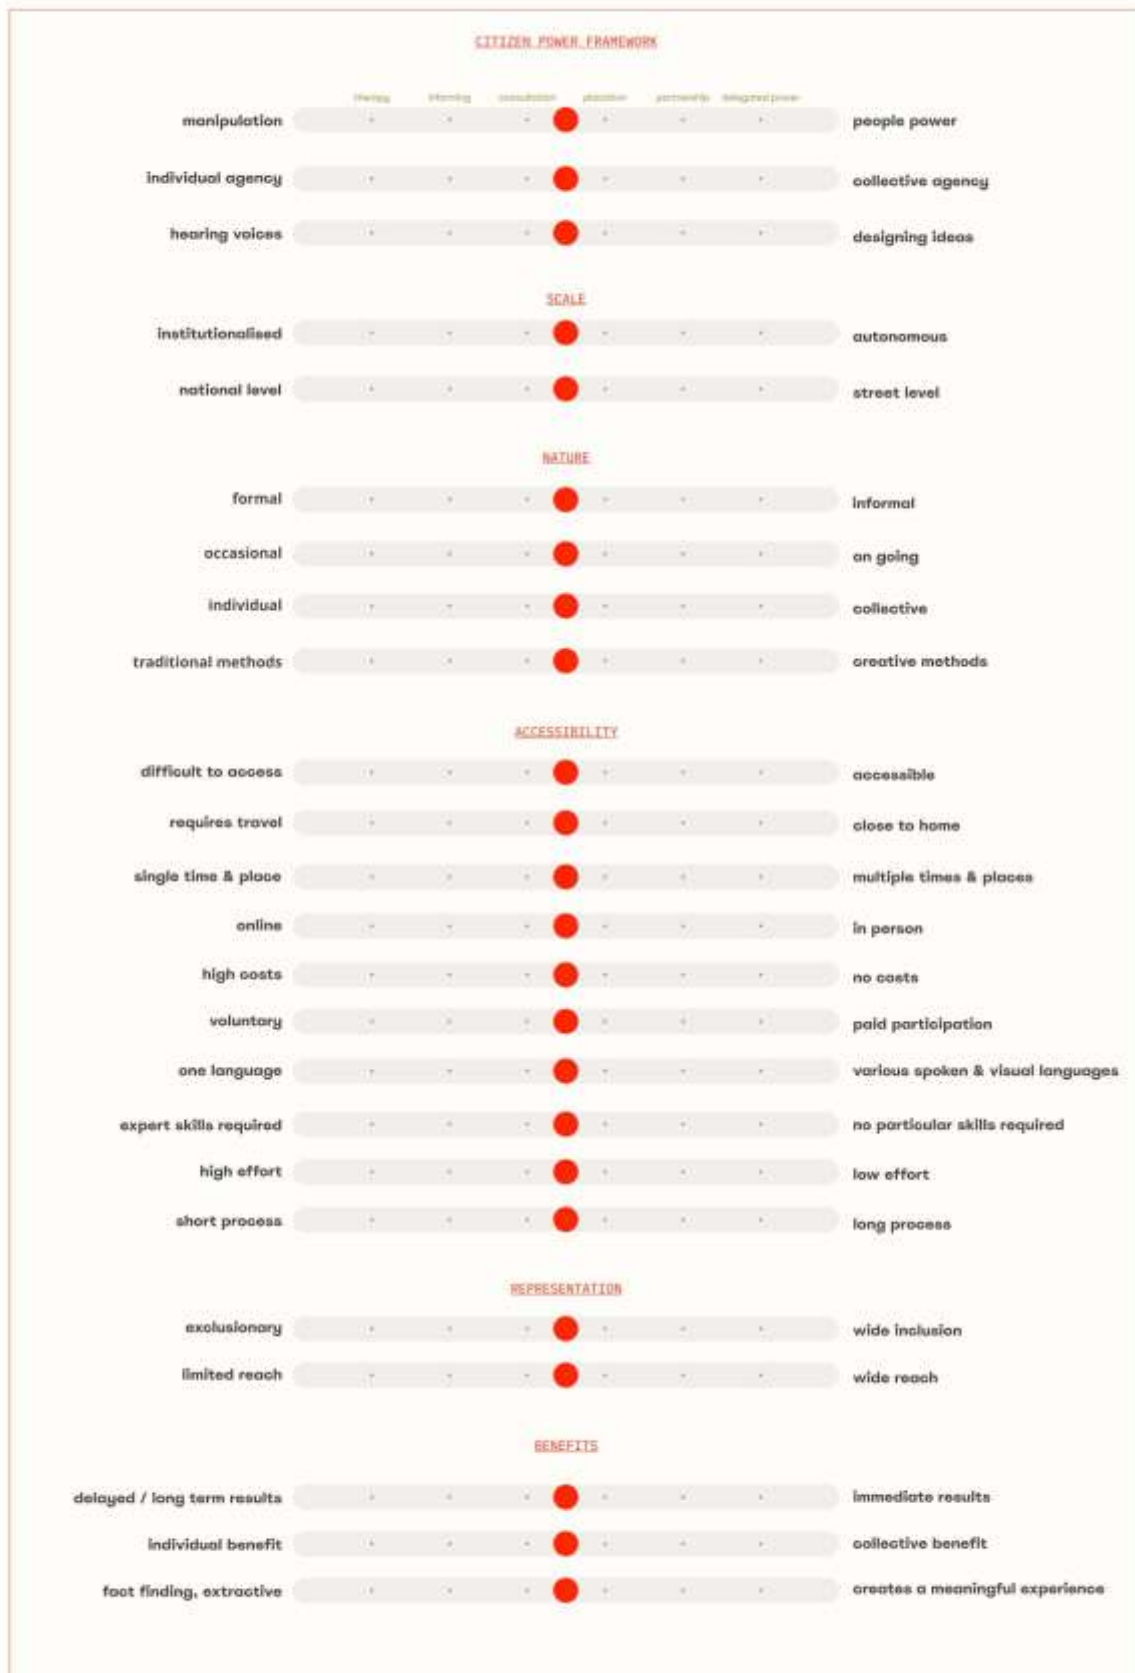 CITIZEN POWER FRAMEWORK
therapy informing consultation placation partnership delegated power
manipulation people power
individual agency collective agency
hearing voices designing ideas
SCALE
institutionalised autonomous
national level street level
NATURE
formal informal
occasional on going
individual collective
traditional methods creative methods
ACCESSIBILITY
difficult to access accessible
requires travel close to home
single time & place multiple times & places
online in person
high costs no costs
voluntary paid participation
one language various spoken & visual languages
expert skills required no particular skills required
high effort low effort
short process long process
REPRESENTATION
exclusionary wide inclusion
limited reach wide reach
BENEFITS
delayed / long term results immediate results
individual benefit collective benefit
fact finding, extractive creates a meaningful experience